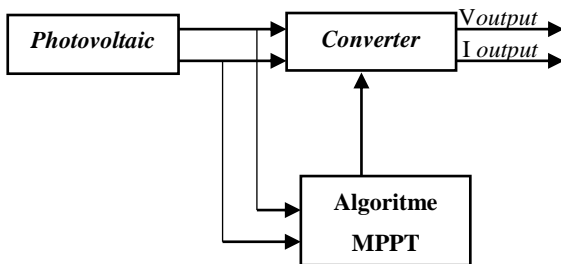 Photovoltaic
Converter
Voutput
I output
Algoritme
MPPT